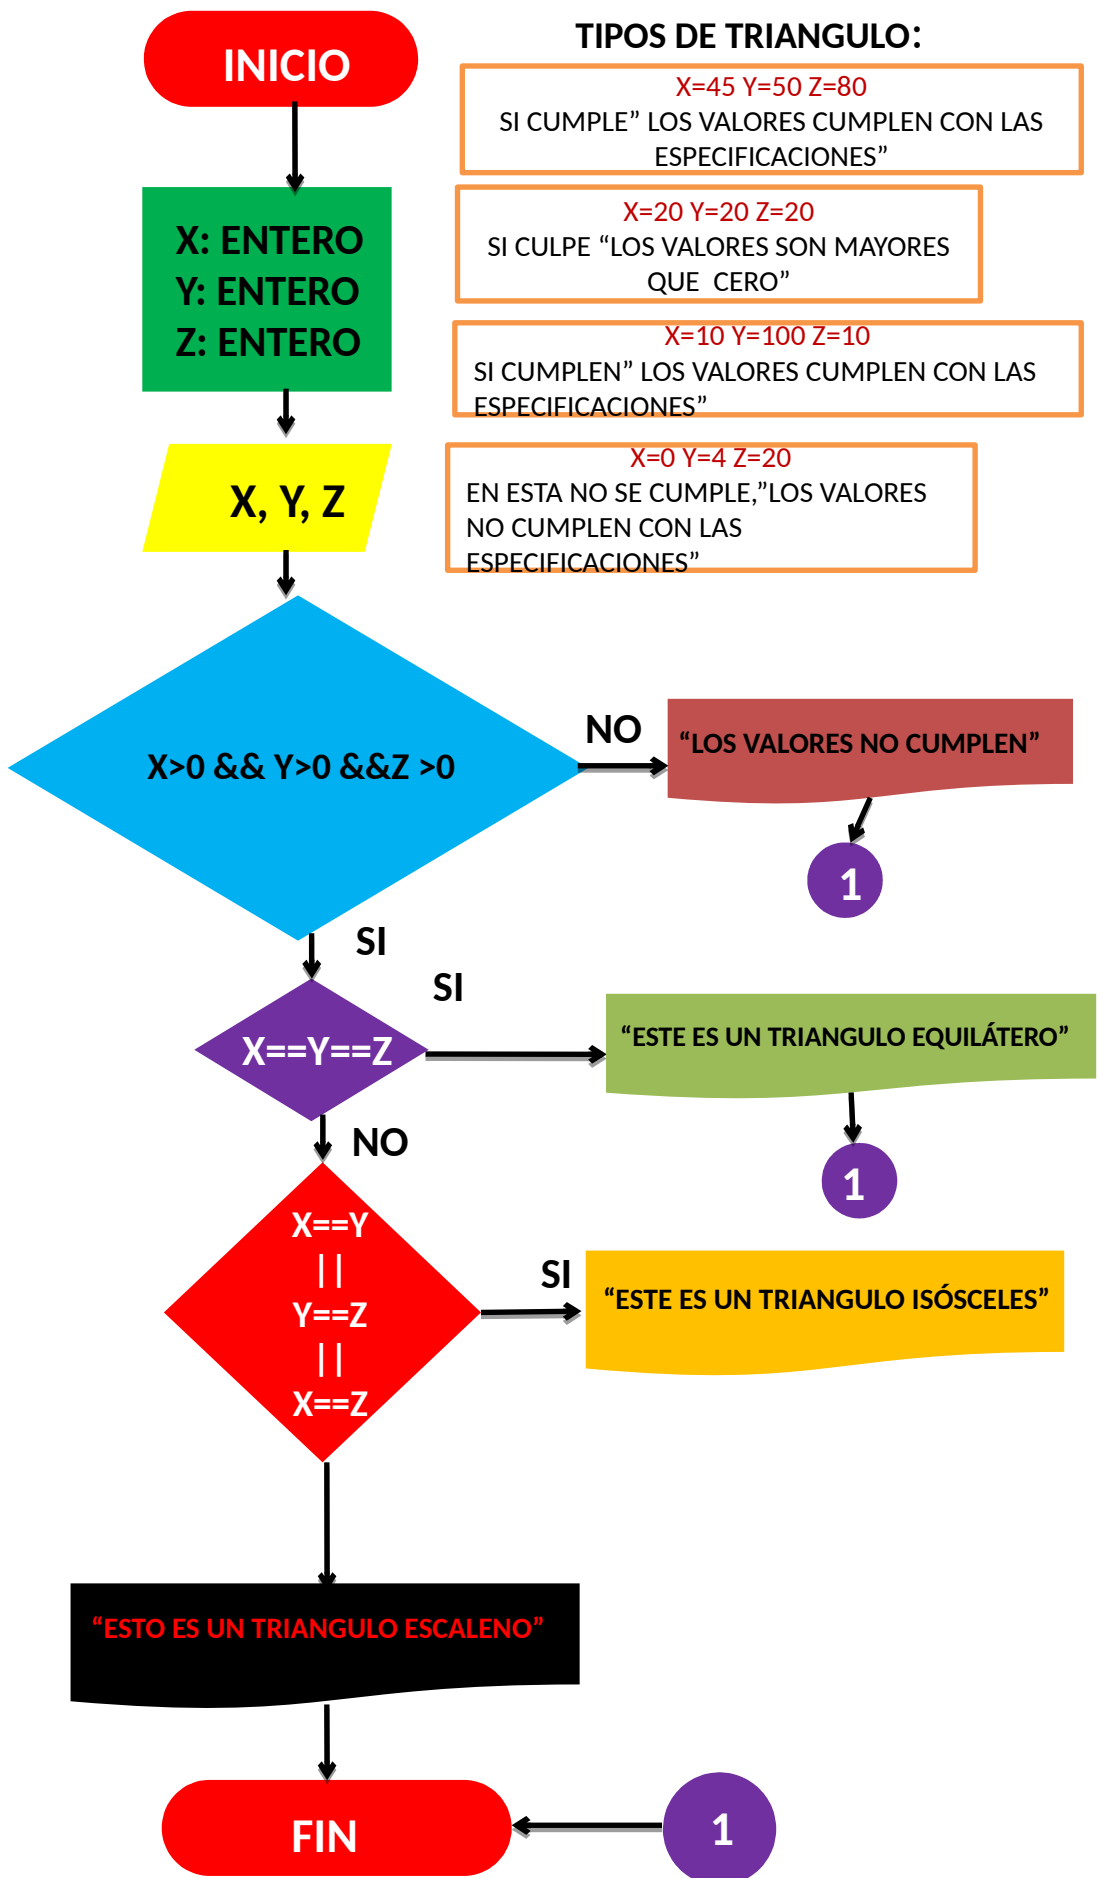 INICIO
TIPOS DE TRIANGULO:
X=45 Y=50 Z=80
SI CUMPLE” LOS VALORES CUMPLEN CON LAS
ESPECIFICACIONES”
X: ENTERO
Y: ENTERO
Z: ENTERO
X=20 Y=20 Z=20
SI CULPE “LOS VALORES SON MAYORES
QUE  CERO”
X=10 Y=100 Z=10
SI CUMPLEN” LOS VALORES CUMPLEN CON LAS
ESPECIFICACIONES”
X, Y, Z
X=0 Y=4 Z=20
EN ESTA NO SE CUMPLE,”LOS VALORES
NO CUMPLEN CON LAS
ESPECIFICACIONES”
X>0 && Y>0 &&Z >0
NO
“LOS VALORES NO CUMPLEN”
1
SI
SI
X==Y==Z
“ESTE ES UN TRIANGULO EQUILÁTERO”
NO
1
X==Y
||
Y==Z
||
X==Z
SI
“ESTE ES UN TRIANGULO ISÓSCELES”
“ESTO ES UN TRIANGULO ESCALENO”
FIN
1